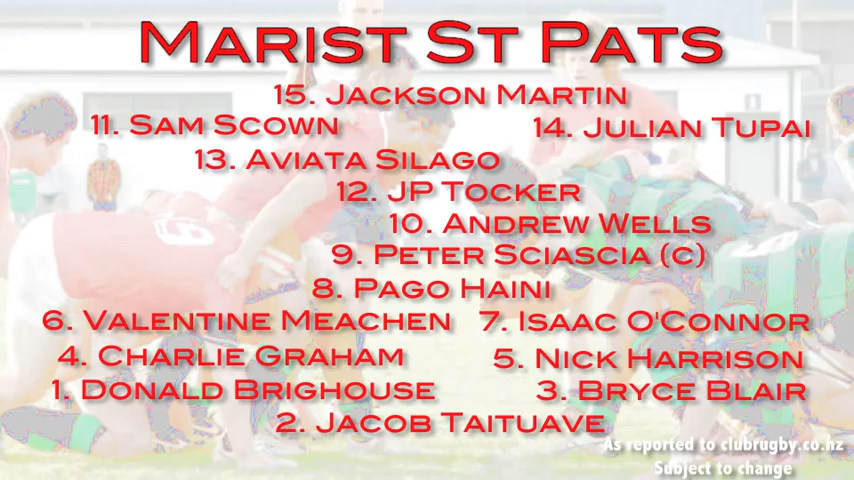 Marist St Pats
15. Jackson Martin
11. Sam Scown 14. Julian Tupai
13. Aviata Silago
12. JP Tocker
10. Andrew Wells
9. Peter Sciascia (c)
8. Pago Haini
6. Valentine Meachen 7. Isaac O'Connor
4. Charlie Graham 5. Nick Harrison
1. Donald Brighouse 3. Bryce Blair
2. Jacob Taituave
As reported to clubrugby.co.nz
Subject to change